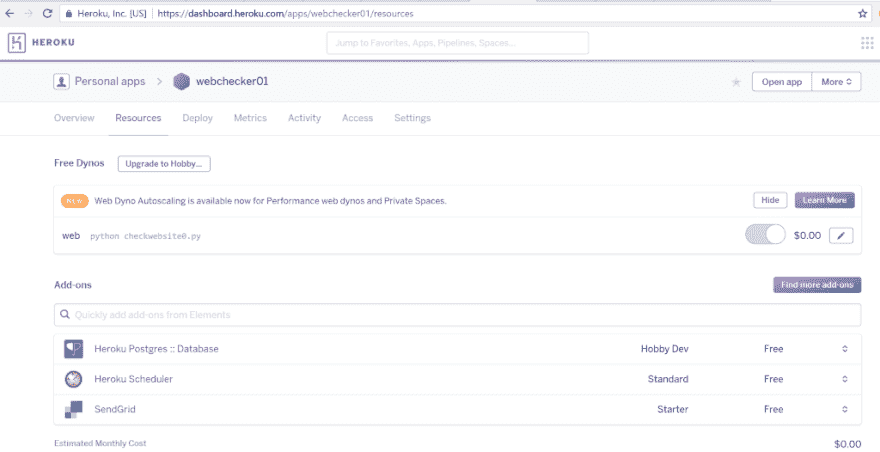 Heroku, Inc. [US] | https://dashboard.heroku.com/apps/webchecker01/resources
HEROKU
Jump to Favorites, Apps, Pipelines, Spaces...
Personal apps > webchecker01
Open app
More
Overview
Resources
Deploy
Metrics
Activity
Access
Settings
Free Dynos
Upgrade to Hobby...
NEW
Web Dyno Autoscaling is available now for Performance web dynos and Private Spaces.
Hide
Learn More
web python checkwebsite0.py
$0.00
Add-ons
Find more add-ons
Quickly add add-ons from Elements
Heroku Postgres :: Database
Hobby Dev
Free
Heroku Scheduler
Standard
Free
SendGrid
Starter
Free
Estimated Monthly Cost
$0.00